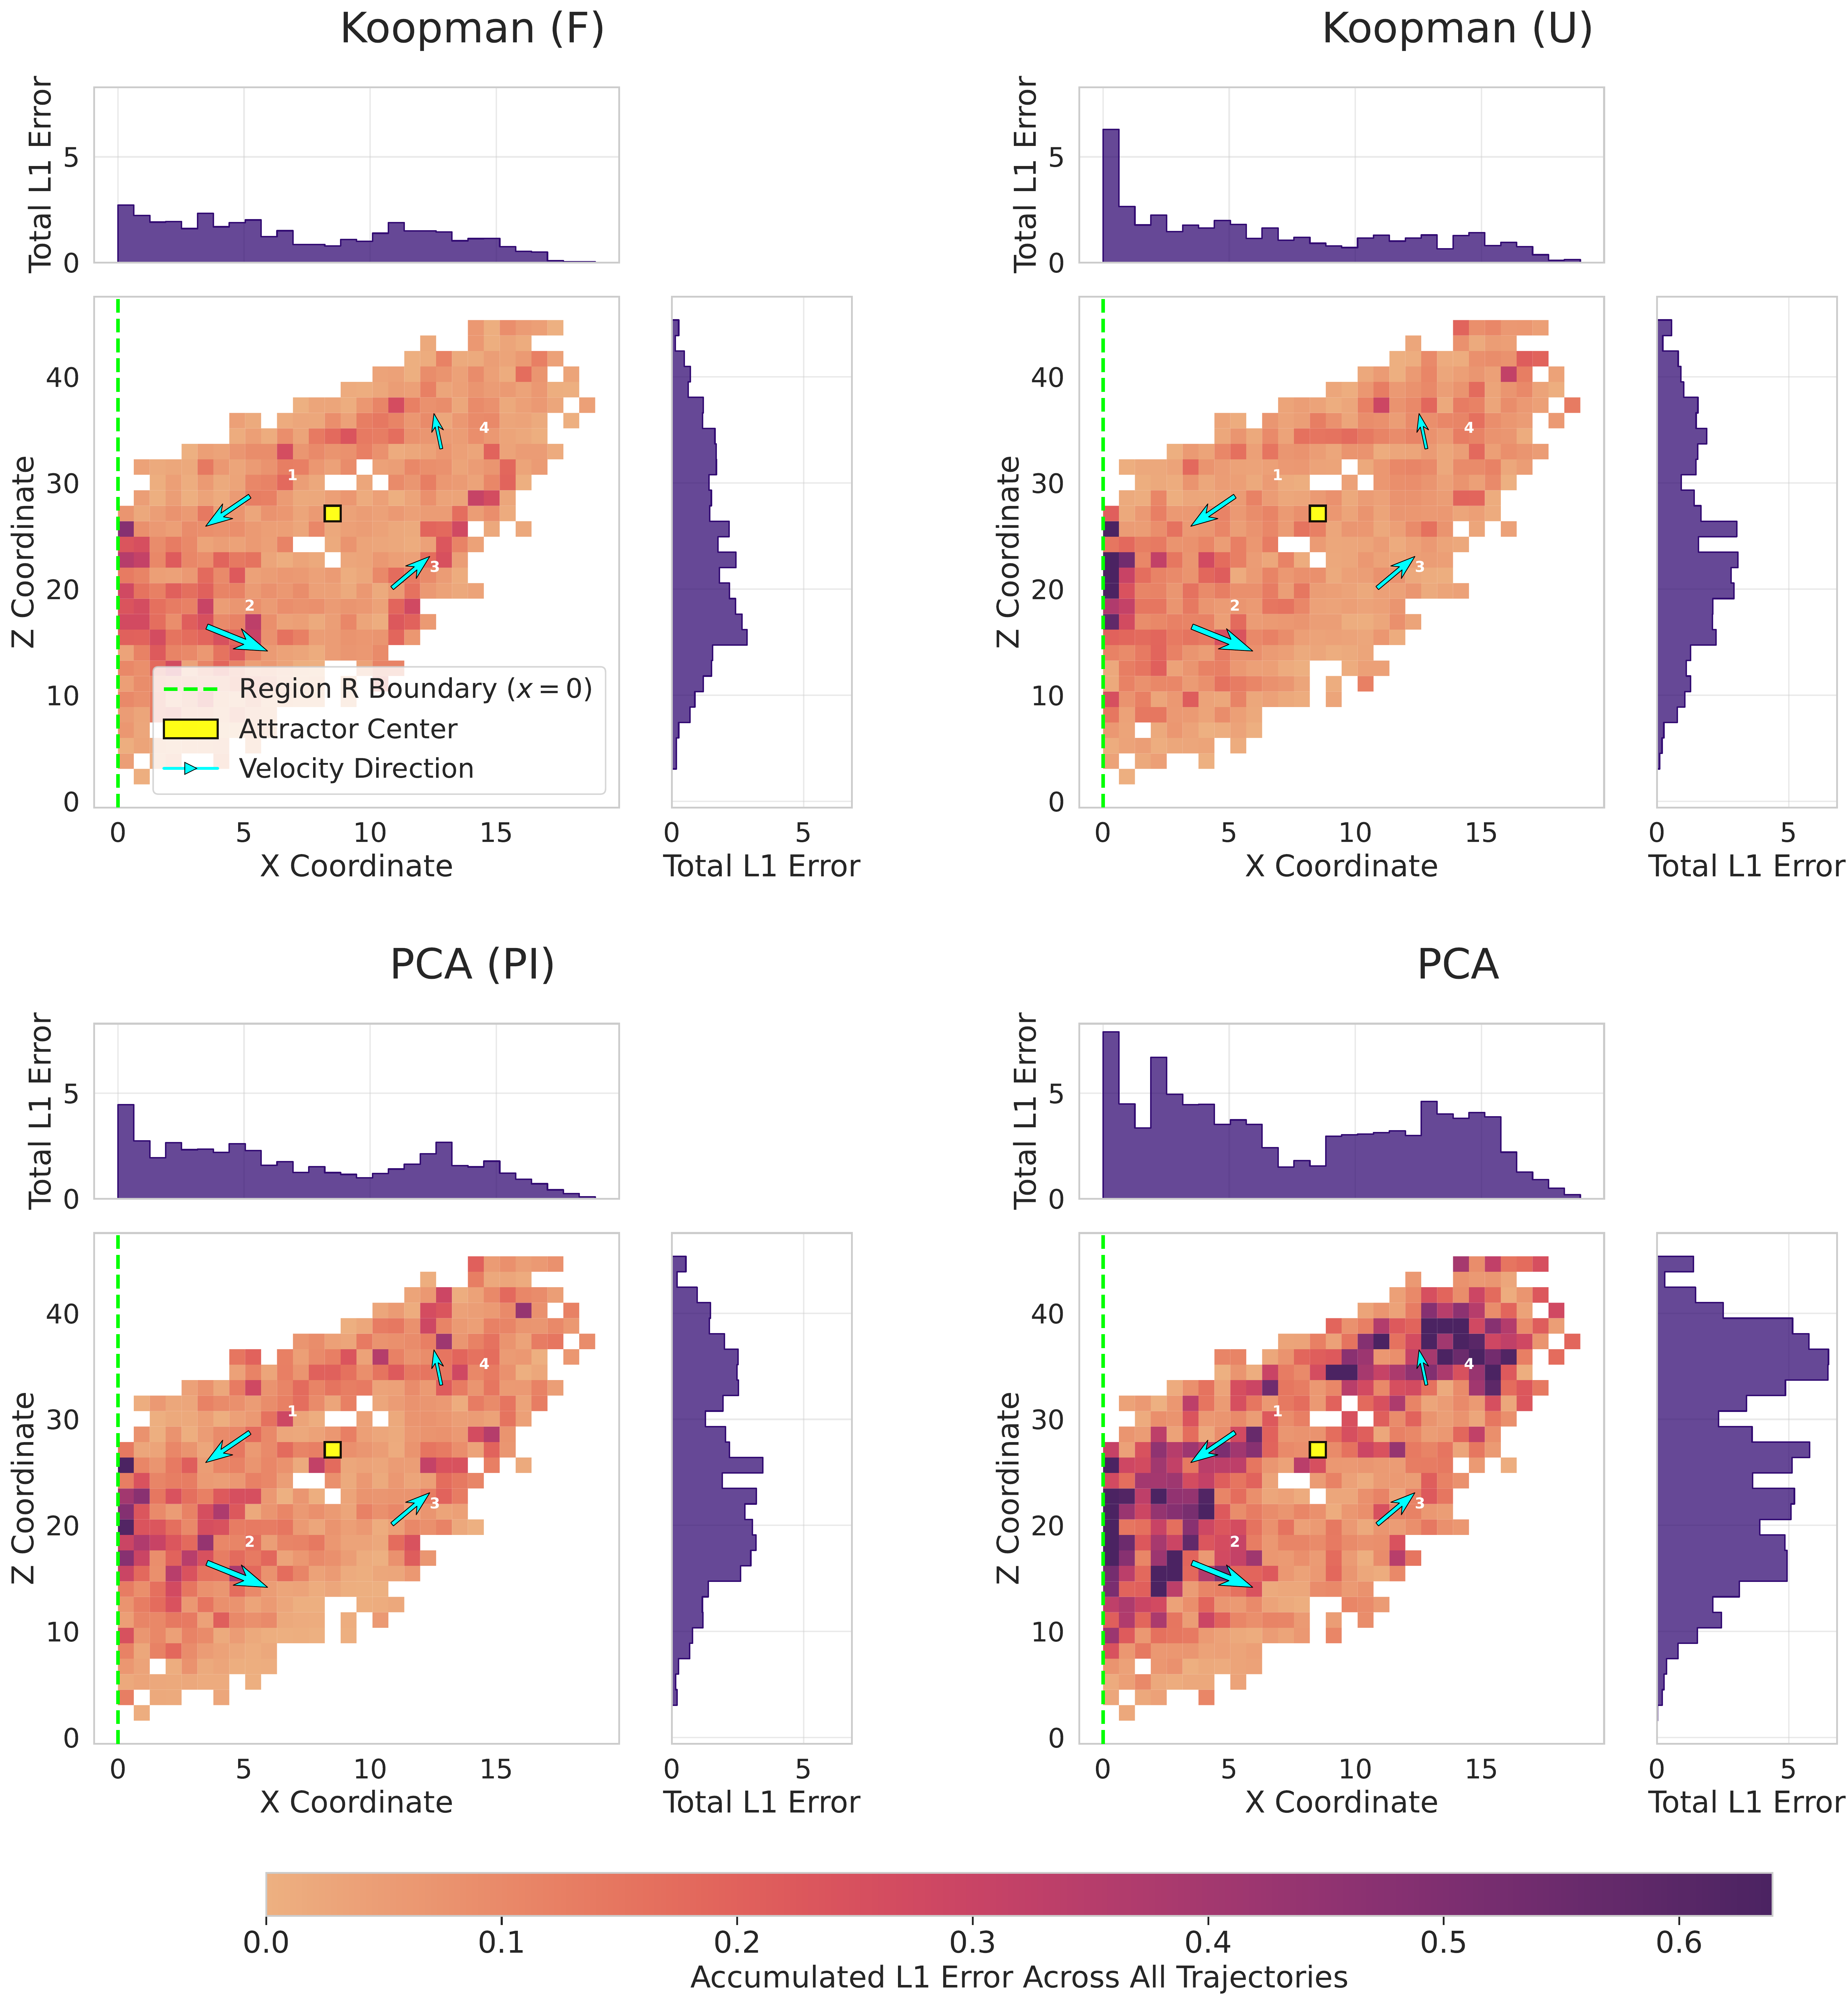 Koopman (F)
Koopman (U)
Total L1 Error
5
0
Total L1 Error
5
0
Z Coordinate
40
30
20
10
0
1
2
3
4
Region R Boundary (x = 0)
Attractor Center
Velocity Direction
0 5 10 15
X Coordinate
0 5
Total L1 Error
Z Coordinate
40
30
20
10
0
1
2
3
4
0 5 10 15
X Coordinate
0 5
Total L1 Error
PCA (PI)
PCA
Total L1 Error
5
0
Total L1 Error
5
0
Z Coordinate
40
30
20
10
0
1
2
3
4
0 5 10 15
X Coordinate
0 5
Total L1 Error
Z Coordinate
40
30
20
10
0
1
2
3
4
0 5 10 15
X Coordinate
0 5
Total L1 Error
0.0 0.1 0.2 0.3 0.4 0.5 0.6
Accumulated L1 Error Across All Trajectories